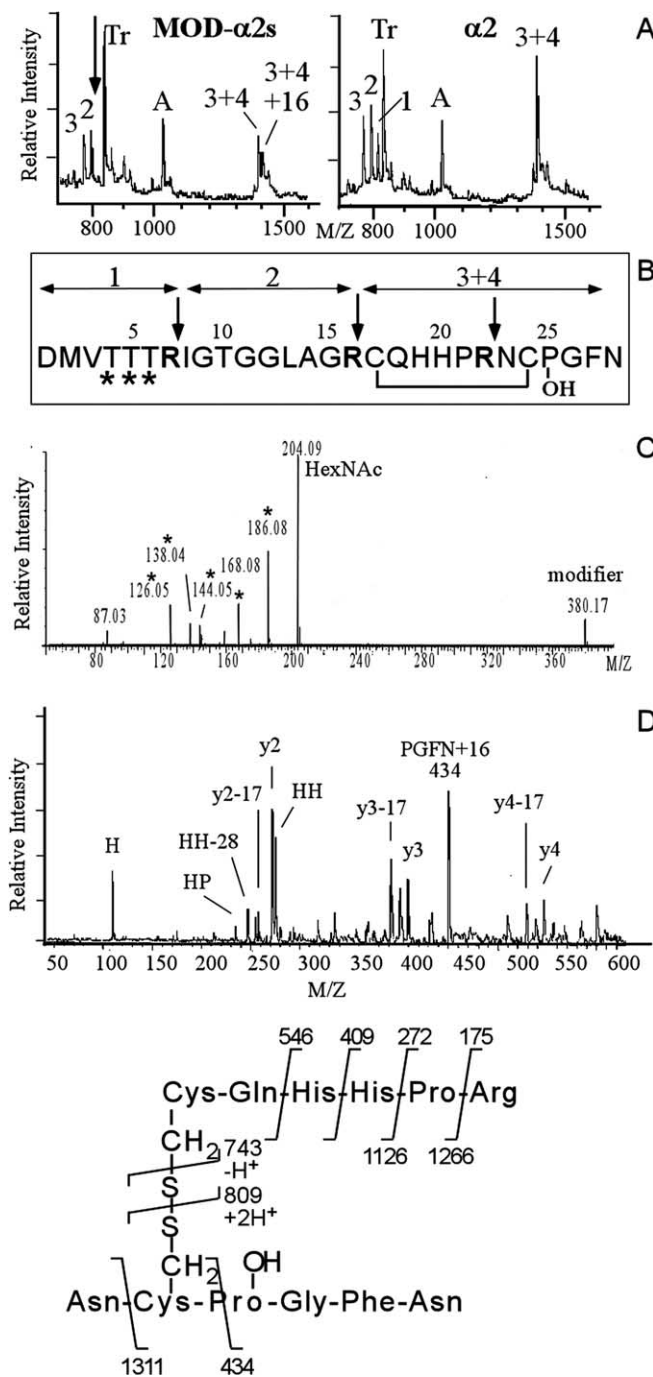 A
Relative Intensity
MOD-α2s
α2
Tr
3
2
A
3+4
3+4
+16
800
1000
1500
M/Z
3
2
Tr
1
A
3+4
800
1000
1500
B
1
2
3+4
5
10
15
20
25
DMVTTTRIGTGGLAGRCQHHPRNCPGFN
* * *
OH
C
Relative Intensity
204.09
HexNAc
*
186.08
*
138.04
*
168.08
*
126.05
*
144.05
87.03
modifier
380.17
80
120
160
200
240
280
320
360
M/Z
D
Relative Intensity
y2
PGFN+16
434
y2-17
HH
y3-17
y4-17
H
HH-28
y3
y4
HP
50
100
150
200
250
300
350
400
450
500
550
600
M/Z
546
409
272
175
Cys-Gln-His-His-Pro-Arg
CH2
743
-H+
1126
1266
S
809
+2H+
S
CH2
OH
Asn-Cys-Pro-Gly-Phe-Asn
1311
434